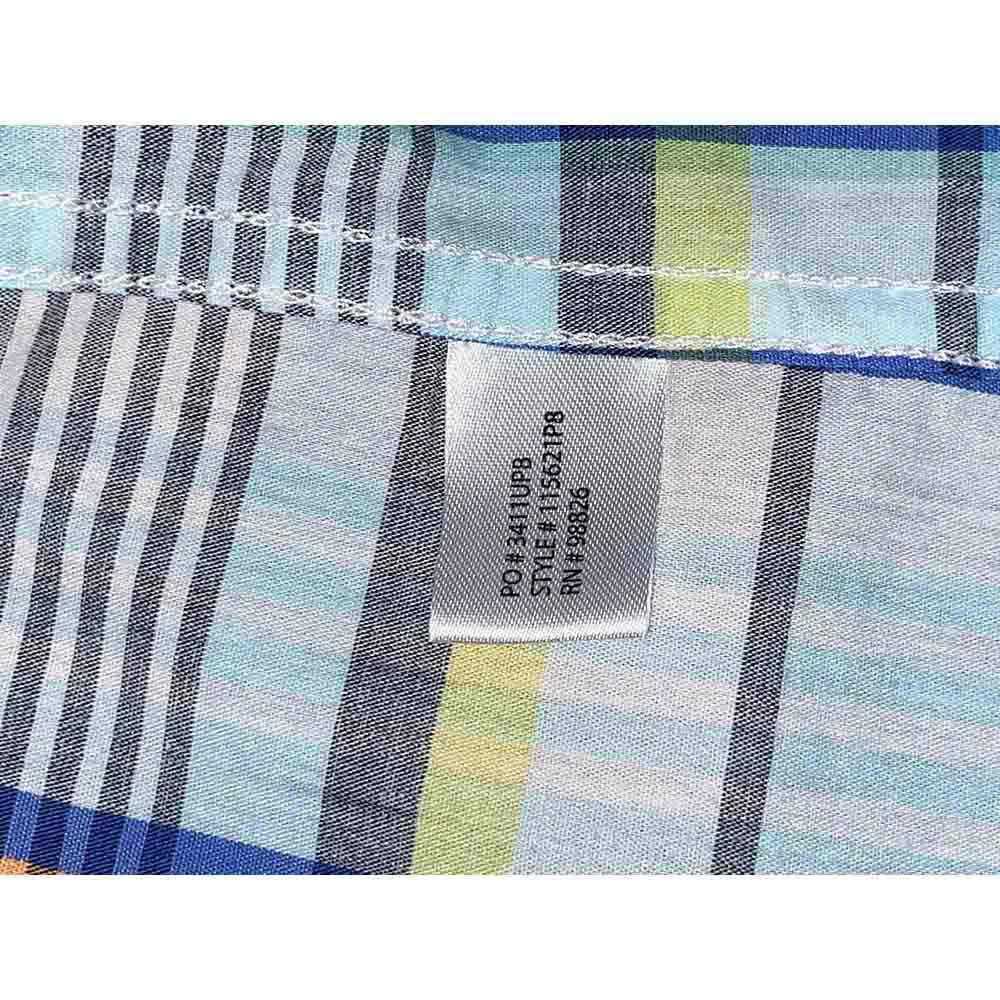 PO # 3411UPB
STYLE # 115621PB
RN # 98826